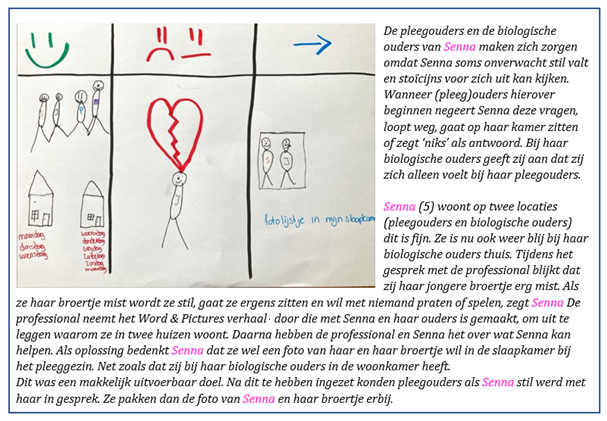 maandag
dinsdag
woensdag
woensdag
donderdag
vrijdag
zaterdag
zondag
maandag
fotolijstje in mijn slaapkam
De pleegouders en de biologische
ouders van Senna maken zich zorgen
omdat Senna soms onverwacht stil valt
en stoïcijns voor zich uit kan kijken.
Wanneer (pleeg)ouders hierover
beginnen negeert Senna deze vragen,
loopt weg, gaat op haar kamer zitten
of zegt ‘niks’ als antwoord. Bij haar
biologische ouders geeft zij aan dat zij
zich alleen voelt bij haar pleegouders.
Senna (5) woont op twee locaties
(pleegouders en biologische ouders)
dit is fijn. Ze is nu ook weer blij bij haar
biologische ouders thuis. Tijdens het
gesprek met de professional blijkt dat
zij haar jongere broertje erg mist. Als
ze haar broertje mist wordt ze stil, gaat ze ergens zitten en wil met niemand praten of spelen, zegt Senna De
professional neemt het Word & Pictures verhaal door die met Senna en haar ouders is gemaakt, om uit te
leggen waarom ze in twee huizen woont. Daarna hebben de professional en Senna het over wat Senna kan
helpen. Als oplossing bedenkt Senna dat ze wel een foto van haar en haar broertje wil in de slaapkamer bij
het pleeggezin. Net zoals dat zij bij haar biologische ouders in de woonkamer heeft.
Dit was een makkelijk uitvoerbaar doel. Na dit te hebben ingezet konden pleegouders als Senna stil werd met
haar in gesprek. Ze pakken dan de foto van Senna en haar broertje erbij.